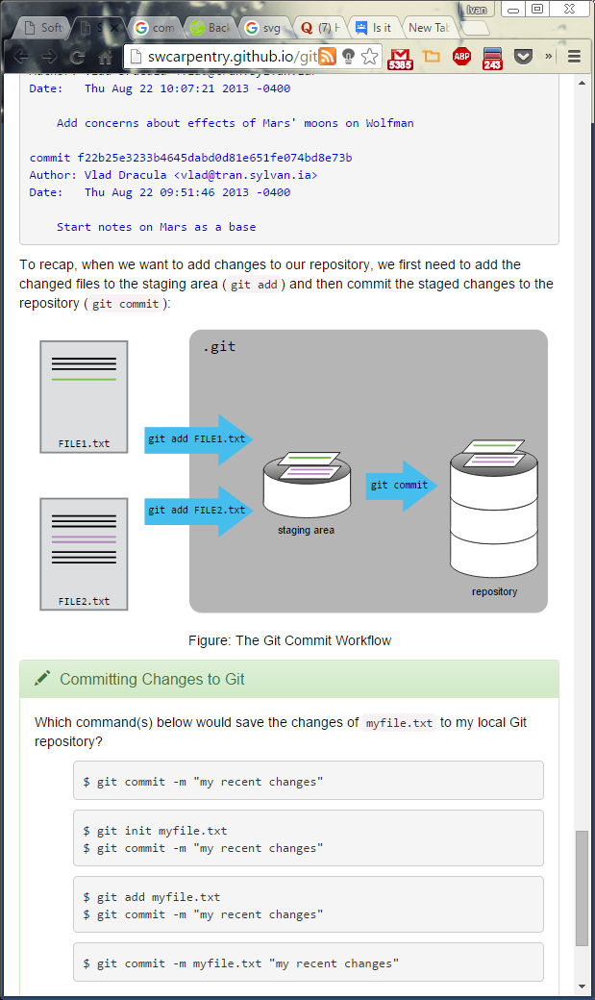 Ivan
Soft
S
com
Back
svg
(7) H
Is it
New Tab
swcarpentry.github.io/git
5385
ABP
243
»
Date:   Thu Aug 22 10:07:21 2013 -0400
Add concerns about effects of Mars' moons on Wolfman
commit f22b25e3233b4645dabd0d81e651fe074bd8e73b
Author: Vlad Dracula <vlad@tran.sylvan.ia>
Date:   Thu Aug 22 09:51:46 2013 -0400
Start notes on Mars as a base
To recap, when we want to add changes to our repository, we first need to add the
changed files to the staging area ( git add ) and then commit the staged changes to the
repository ( git commit ):
.git
FILE1.txt
git add FILE1.txt
git commit
git add FILE2.txt
staging area
repository
FILE2.txt
Figure: The Git Commit Workflow
Committing Changes to Git
Which command(s) below would save the changes of myfile.txt to my local Git
repository?
$ git commit -m "my recent changes"
$ git init myfile.txt
$ git commit -m "my recent changes"
$ git add myfile.txt
$ git commit -m "my recent changes"
$ git commit -m myfile.txt "my recent changes"